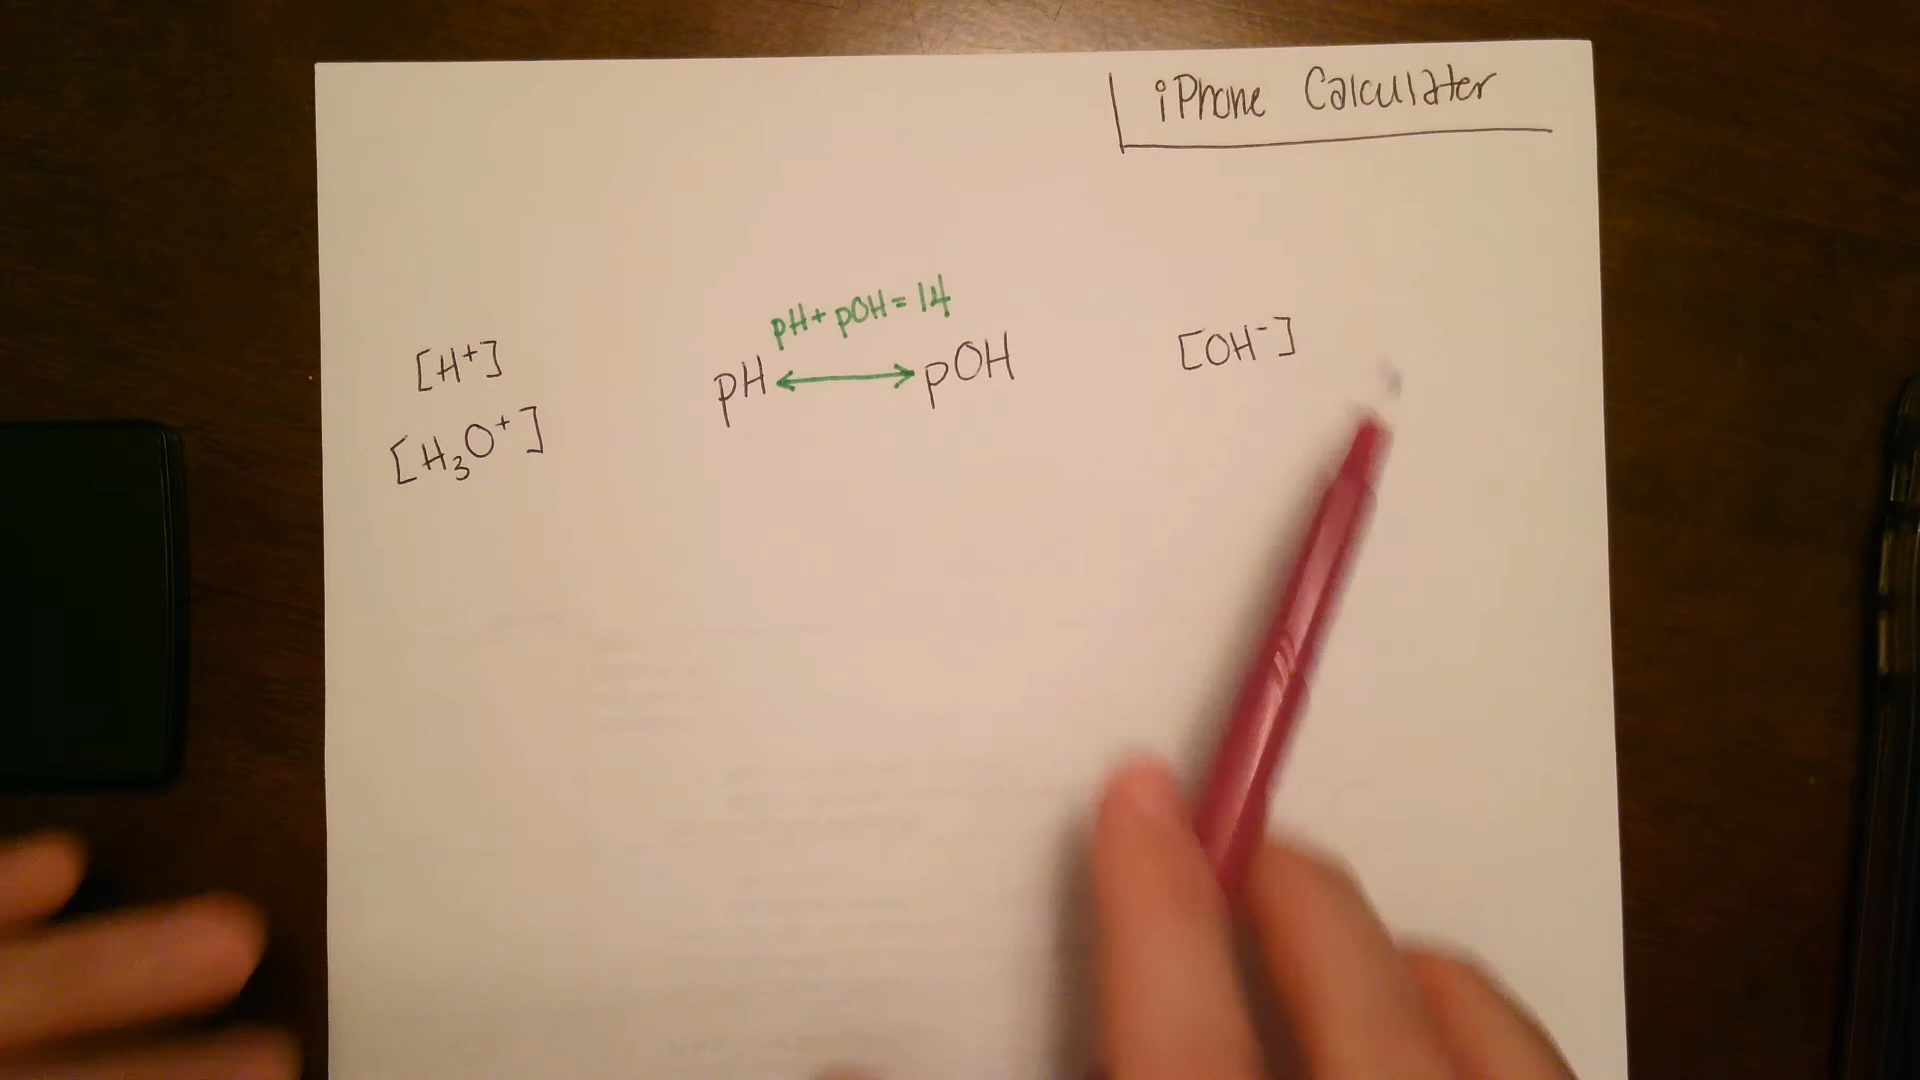 iPhone Calculater
pH + pOH = 14
[H⁺]
pH ⟷ pOH
[OH⁻]
[H₃O⁺]